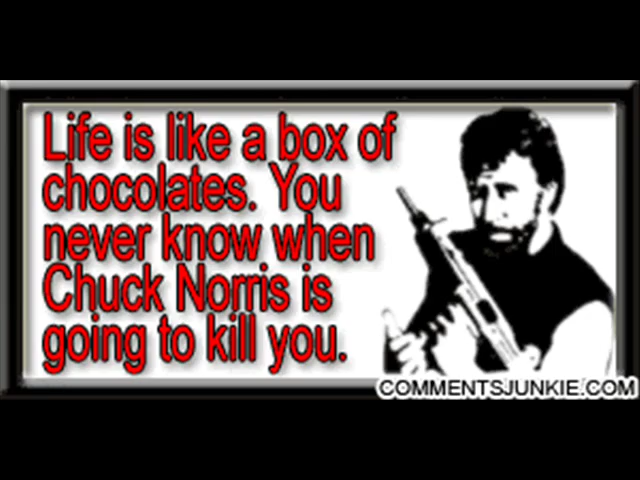 Life is like a box of
chocolates. You
never know when
Chuck Norris is
going to kill you.
COMMENTSJUNKIE.COM